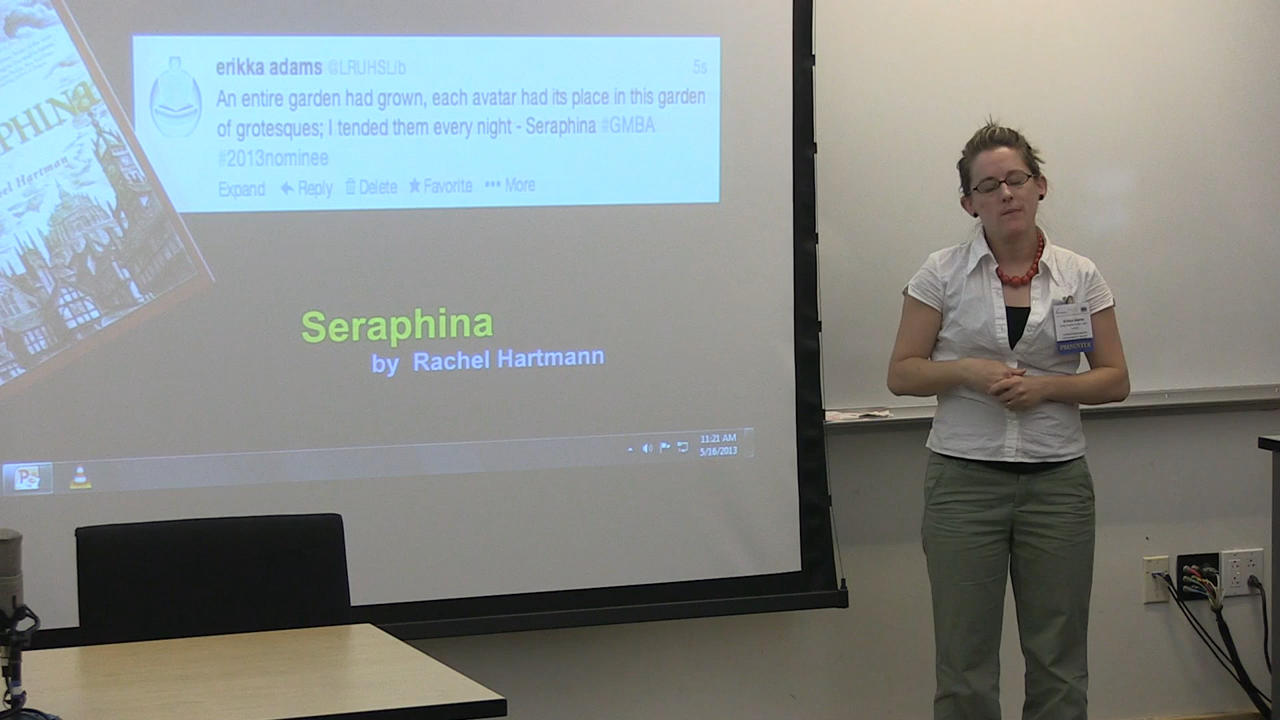 PHINA
hel Hartman
erikka adams @LRUHSLib 5s
An entire garden had grown, each avatar had its place in this garden
of grotesques; I tended them every night - Seraphina #GMBA
#2013nominee
Expand Reply Delete Favorite More
Seraphina
by Rachel Hartmann
11:21 AM
5/16/2013
PRESENTER